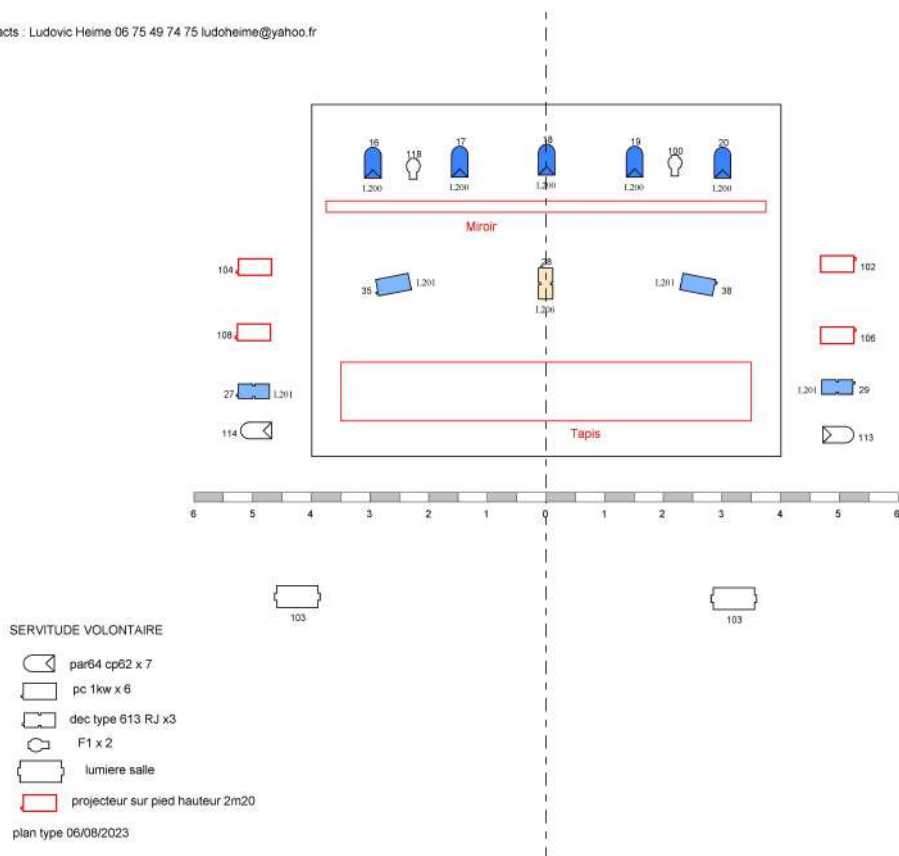 acts : Ludovic Heime 06 75 49 74 75 ludoheime@yahoo.fr
16 118 17 18 19 100 20
L200 L200 L200 L200 L200
Miroir
104 102
35 L201 28 L201 38
L206
108 106
27 L201 L201 29
114 Tapis 113
6 5 4 3 2 1 0 1 2 3 4 5 6
103 103
SERVITUDE VOLONTAIRE
par64 cp62 x 7
pc 1kw x 6
dec type 613 RJ x3
F1 x 2
lumiere salle
projecteur sur pied hauteur 2m20
plan type 06/08/2023